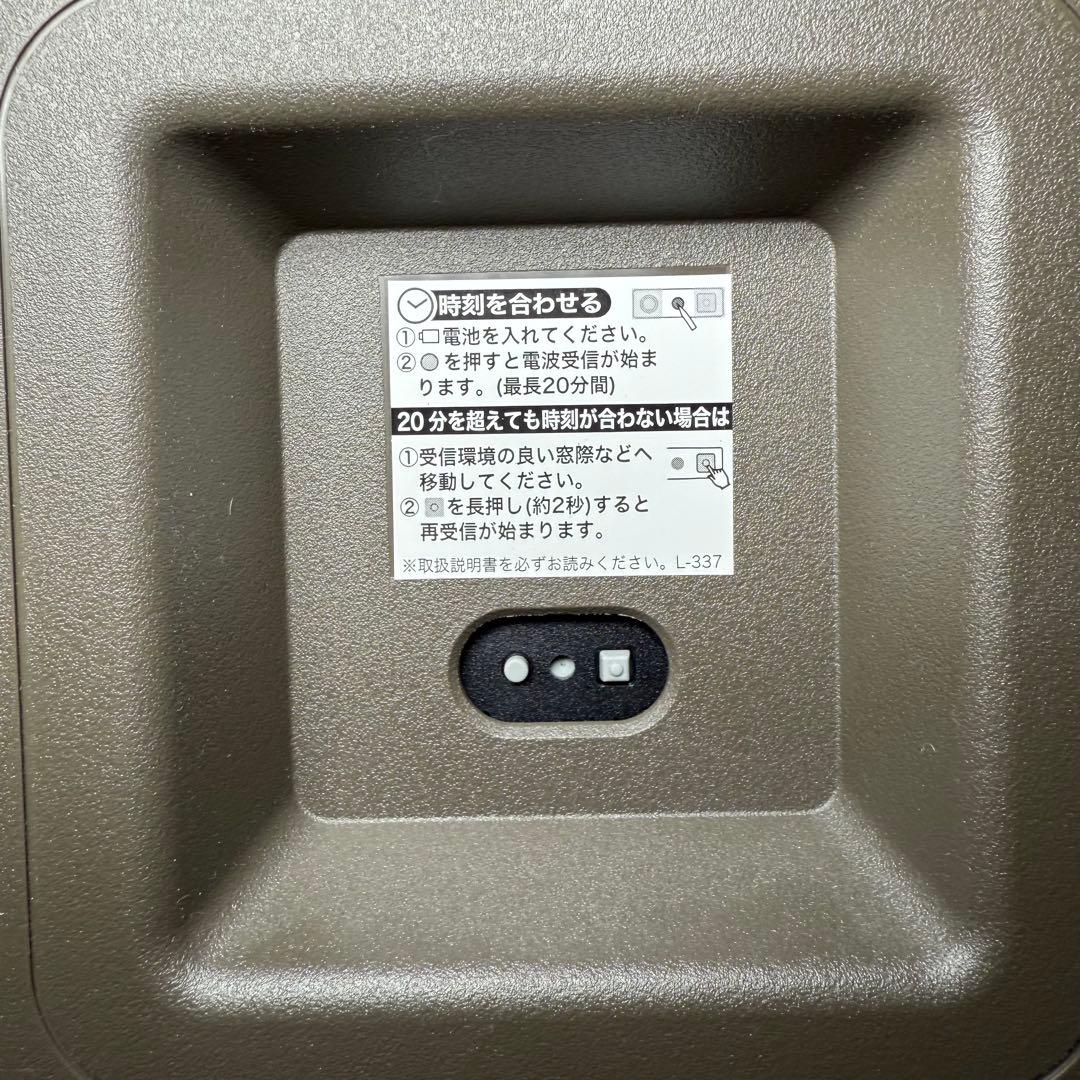 時刻を合わせる
①電池を入れてください。
②を押すと電波受信が始ま
ります。(最長20分間)
20分を超えても時刻が合わない場合は
①受信環境の良い窓際などへ
移動してください。
②を長押し(約2秒)すると
再受信が始まります。
※取扱説明書を必ずお読みください。L-337